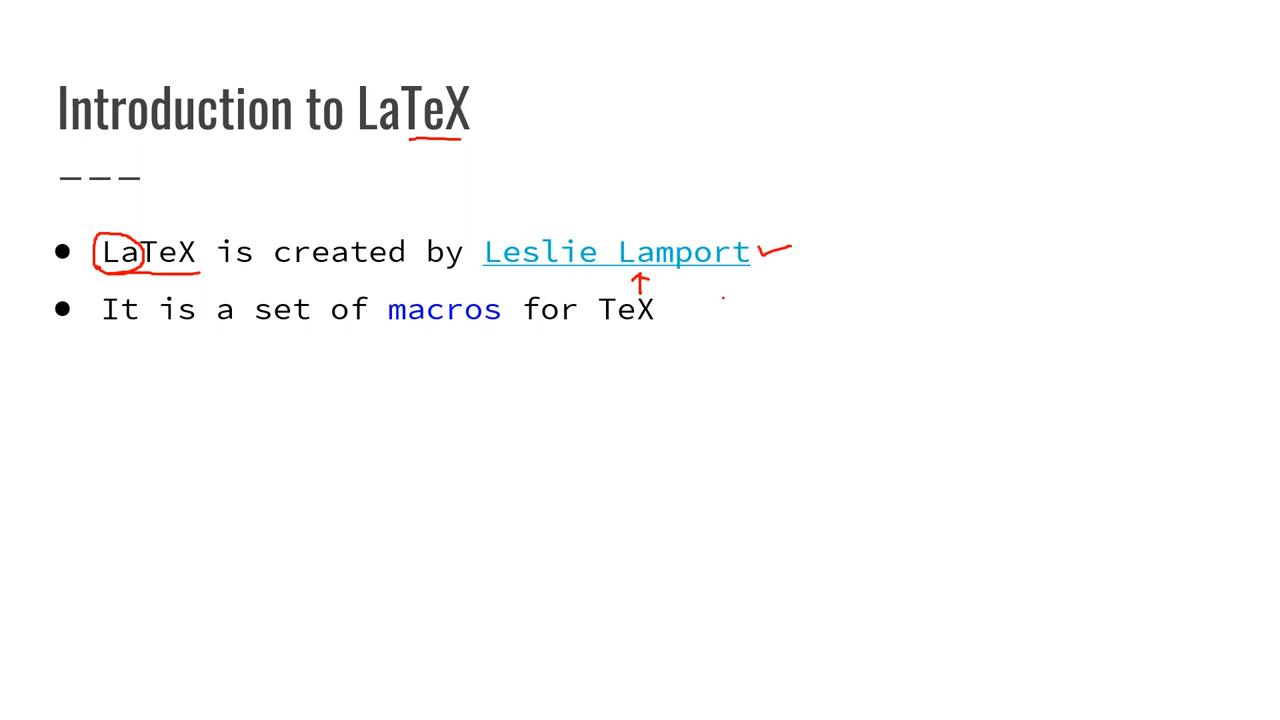 Introduction to LaTeX
● LaTeX is created by Leslie Lamport
● It is a set of macros for TeX